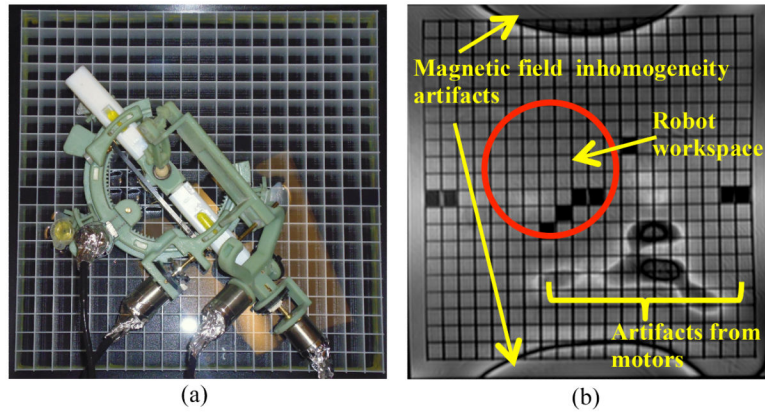 Magnetic field inhomogeneity
artifacts
Robot
workspace
Artifacts from
motors
(a)
(b)